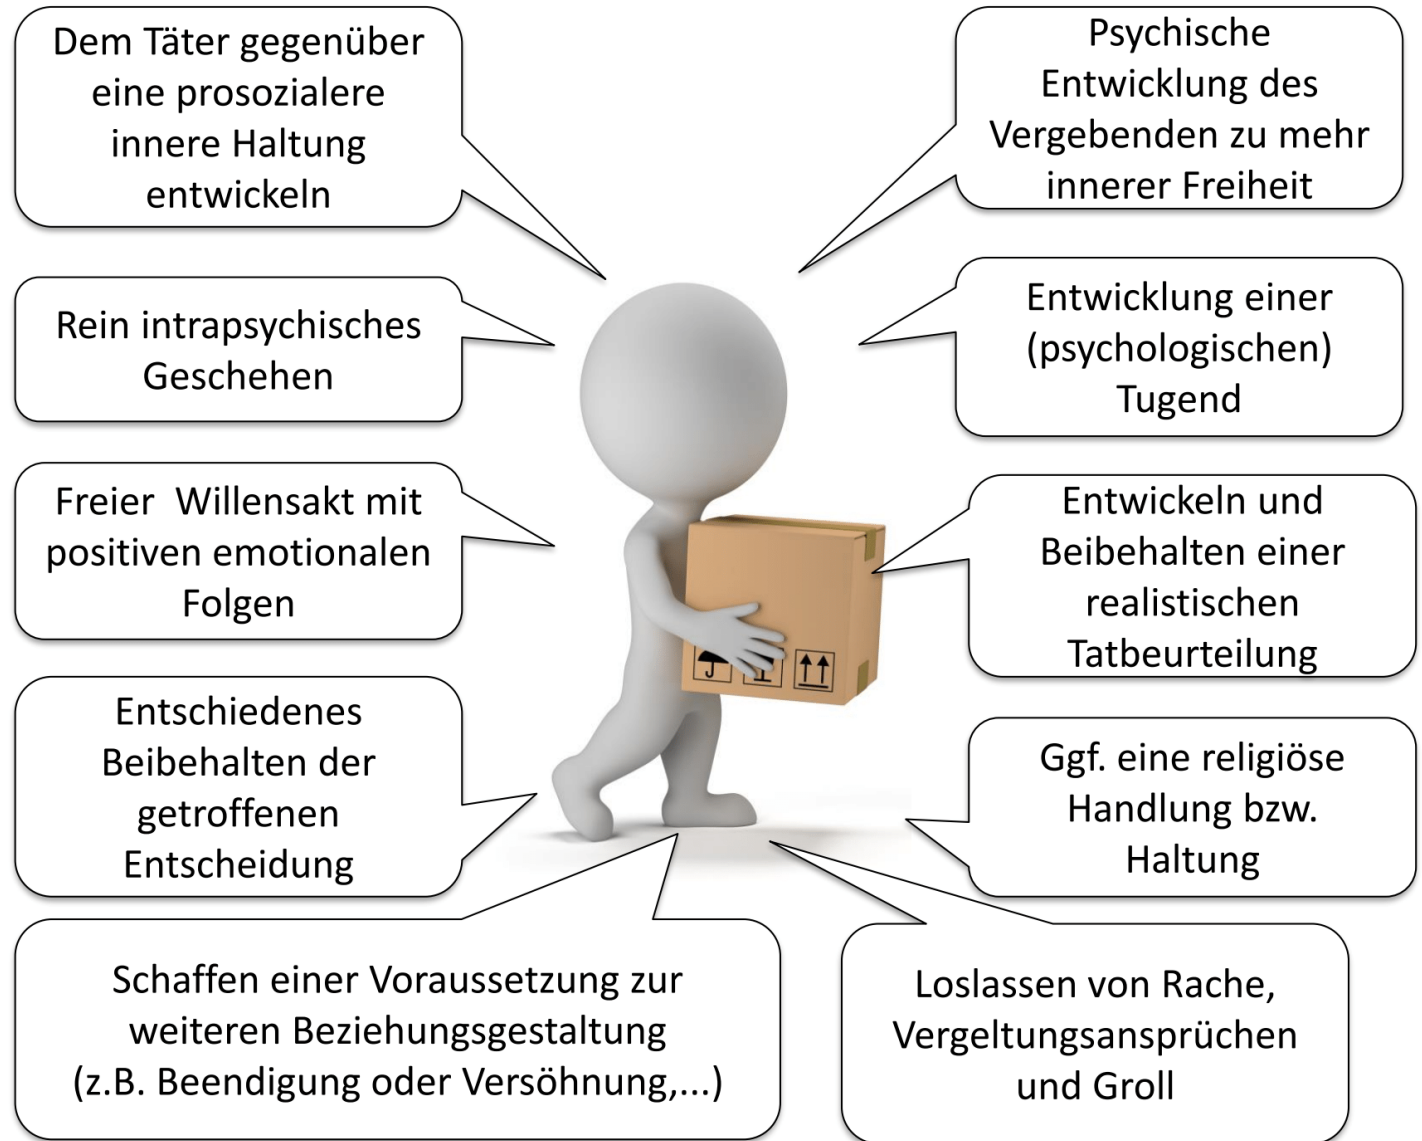 Dem Täter gegenüber
eine prosozialere
innere Haltung
entwickeln
Psychische
Entwicklung des
Vergebenden zu mehr
innerer Freiheit
Rein intrapsychisches
Geschehen
Entwicklung einer
(psychologischen)
Tugend
Freier  Willensakt mit
positiven emotionalen
Folgen
Entwickeln und
Beibehalten einer
realistischen
Tatbeurteilung
Entschiedenes
Beibehalten der
getroffenen
Entscheidung
Ggf. eine religiöse
Handlung bzw.
Haltung
Schaffen einer Voraussetzung zur
weiteren Beziehungsgestaltung
(z.B. Beendigung oder Versöhnung,...)
Loslassen von Rache,
Vergeltungsansprüchen
und Groll